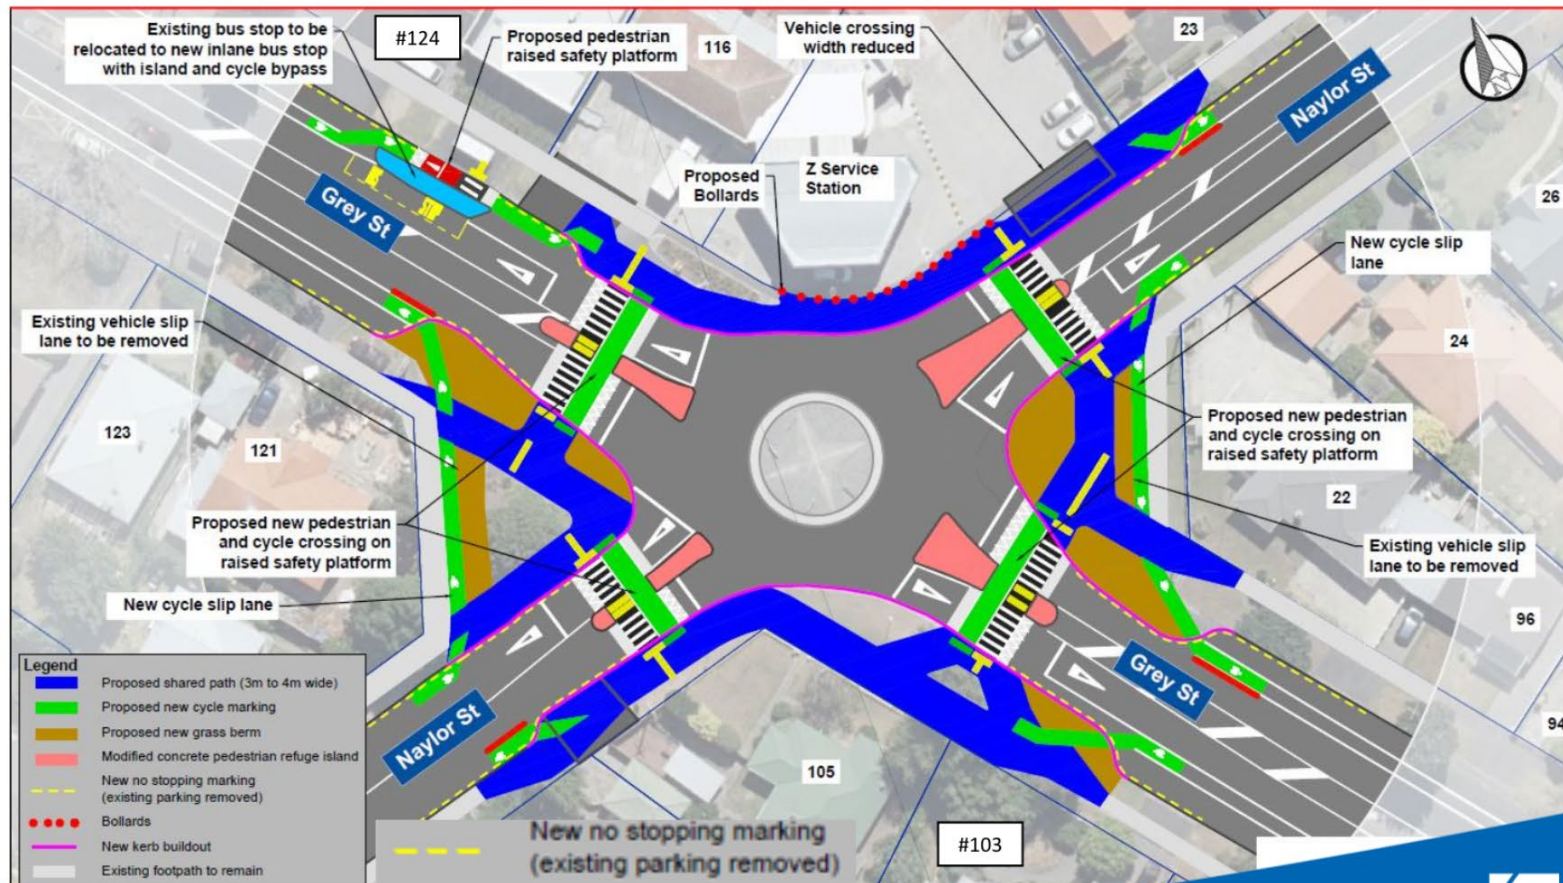 Existing bus stop to be
relocated to new inlane bus stop
with island and cycle bypass
#124
Proposed pedestrian
raised safety platform
116
Vehicle crossing
width reduced
23
Naylor St
Grey St
Proposed
Bollards
Z Service
Station
26
New cycle slip
lane
24
Existing vehicle slip
lane to be removed
123
121
Proposed new pedestrian
and cycle crossing on
raised safety platform
22
Proposed new pedestrian
and cycle crossing on
raised safety platform
Existing vehicle slip
lane to be removed
New cycle slip lane
96
Grey St
94
Naylor St
105
#103
Legend
Proposed shared path (3m to 4m wide)
Proposed new cycle marking
Proposed new grass berm
Modified concrete pedestrian refuge island
New no stopping marking
(existing parking removed)
Bollards
New kerb buildout
Existing footpath to remain
New no stopping marking
(existing parking removed)